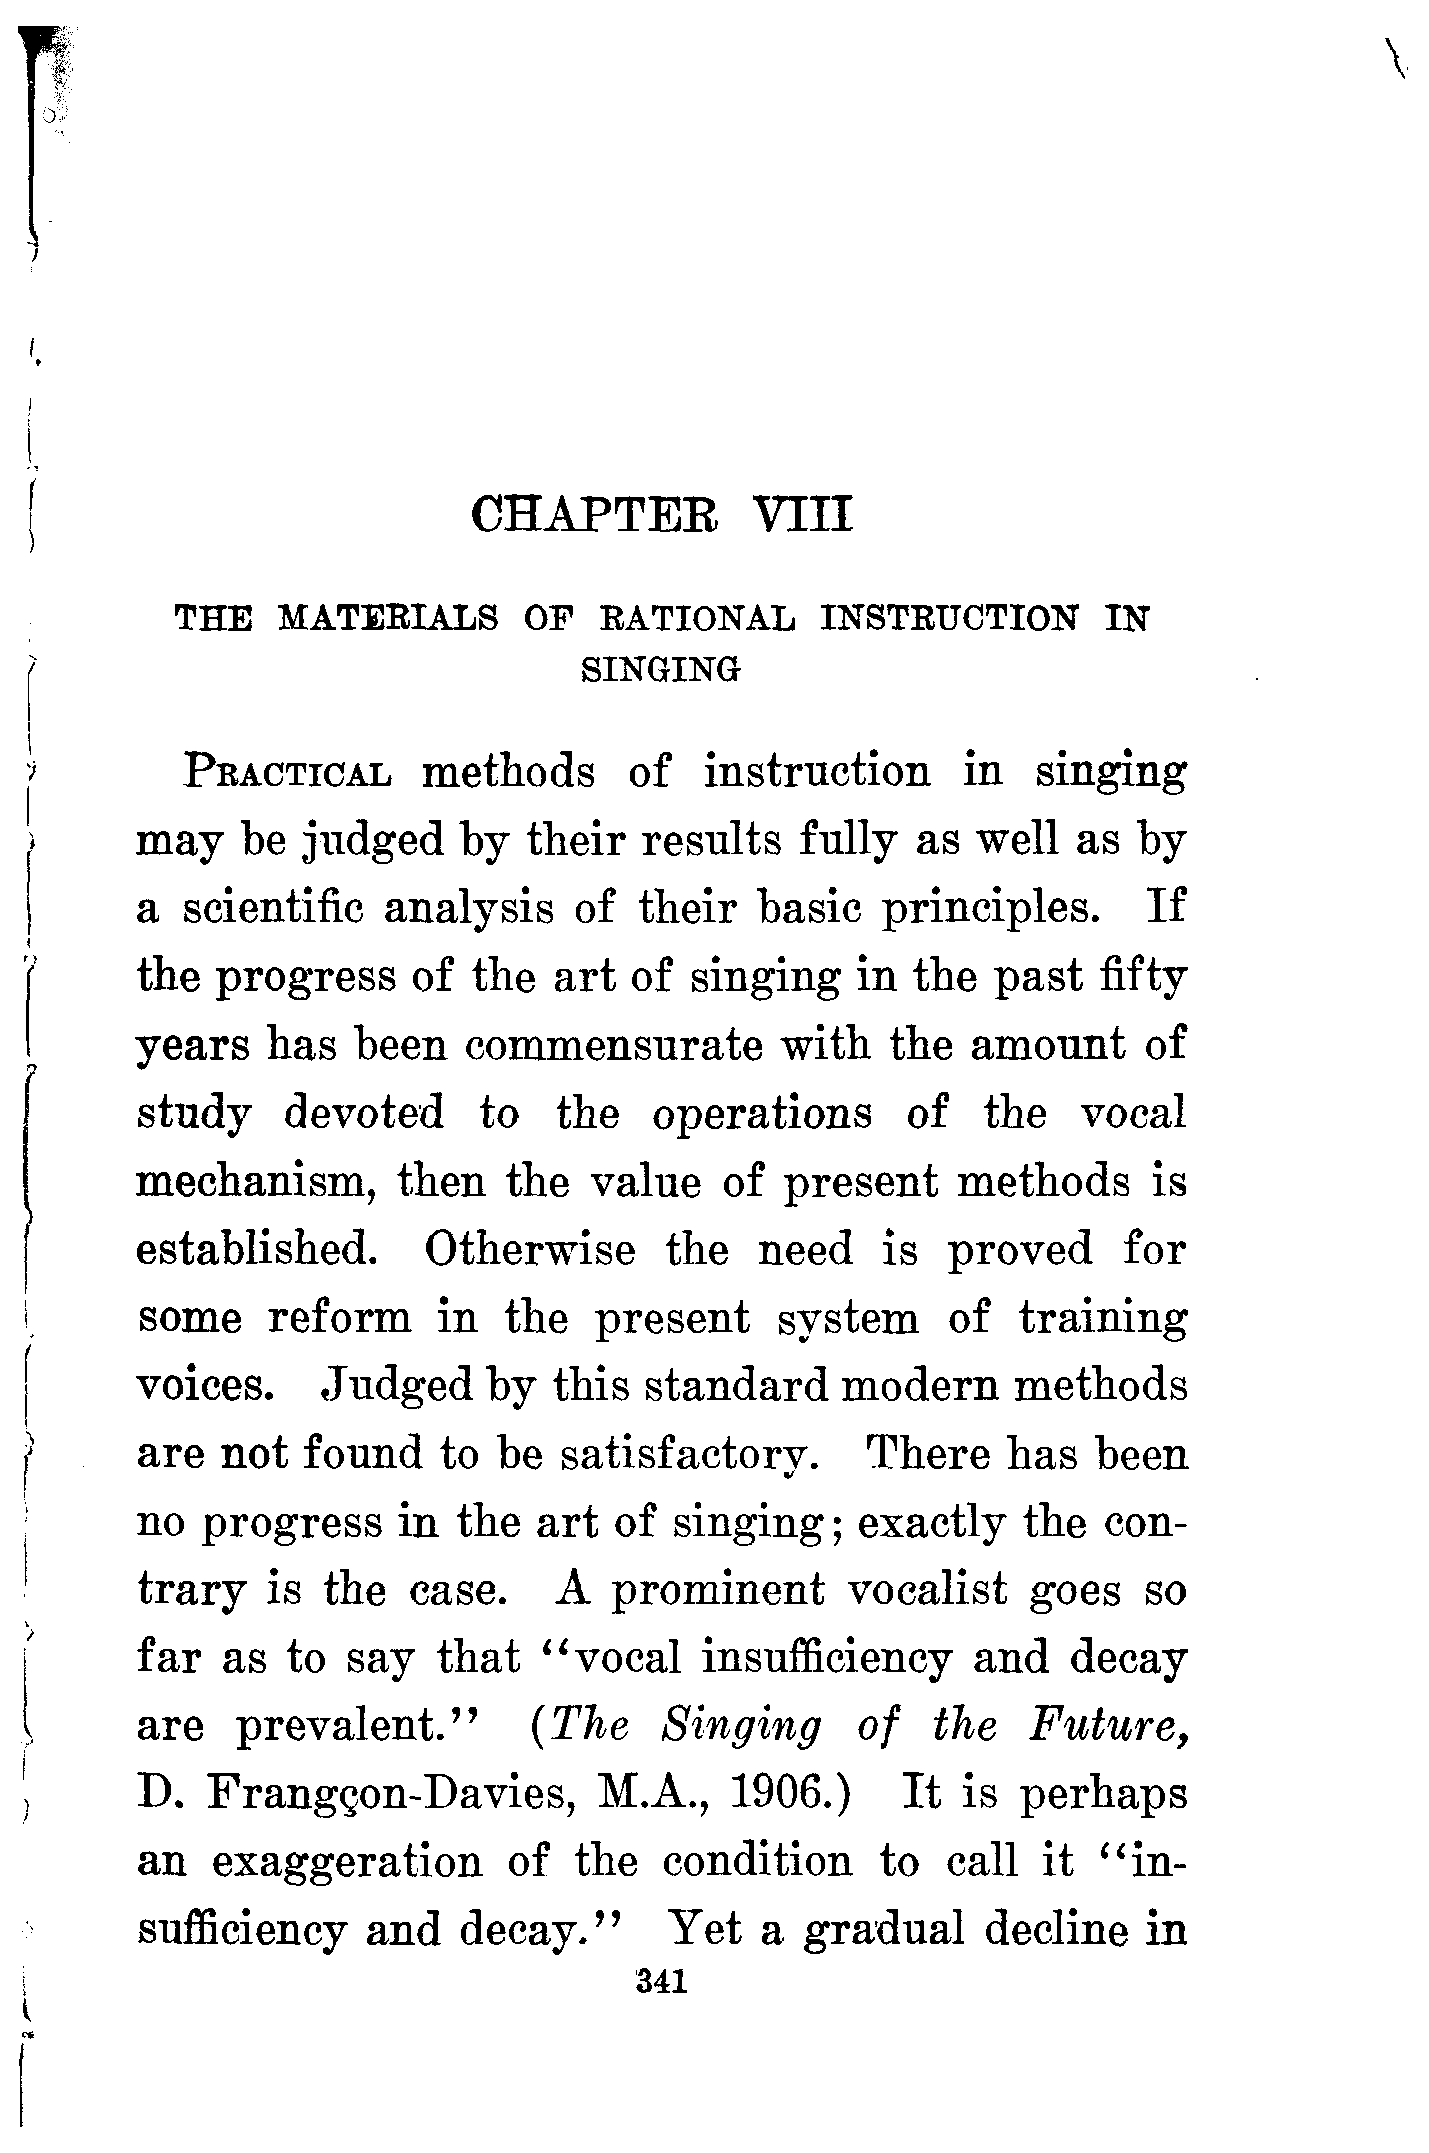 CHAPTER VIII
THE MATERIALS OF RATIONAL INSTRUCTION IN
SINGING
PRACTICAL methods of instruction in singing
may be judged by their results fully as well as by
a scientific analysis of their basic principles. If
the progress of the art of singing in the past fifty
years has been commensurate with the amount of
study devoted to the operations of the vocal
mechanism, then the value of present methods is
established. Otherwise the need is proved for
some reform in the present system of training
voices. Judged by this standard modern methods
are not found to be satisfactory. There has been
no progress in the art of singing; exactly the con-
trary is the case. A prominent vocalist goes so
far as to say that "vocal insufficiency and decay
are prevalent." (The Singing of the Future,
D. Frangçon-Davies, M.A., 1906.) It is perhaps
an exaggeration of the condition to call it "in-
sufficiency and decay." Yet a gradual decline in
341